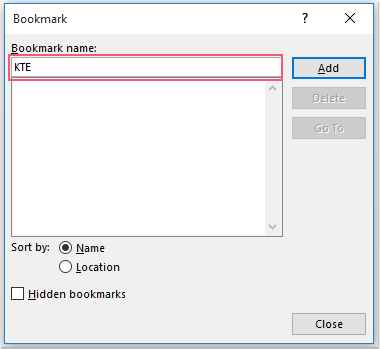 Bookmark
Bookmark name:
KTE
Add
Delete
Go To
Sort by: Name
Location
Hidden bookmarks
Close